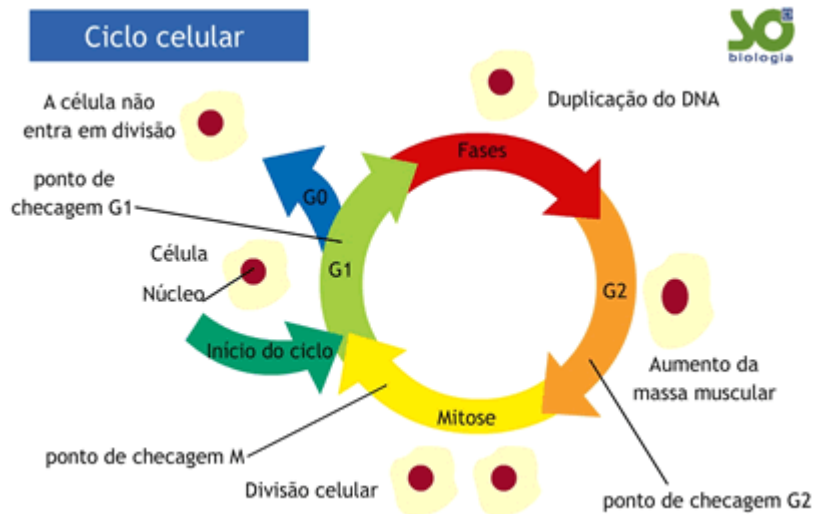 Ciclo celular
SÓ
biologia
A célula não
entra em divisão
Duplicação do DNA
Fases
ponto de
checagem G1
G0
Célula
G1
G2
Núcleo
Início do ciclo
Aumento da
massa muscular
Mitose
ponto de checagem M
Divisão celular
ponto de checagem G2